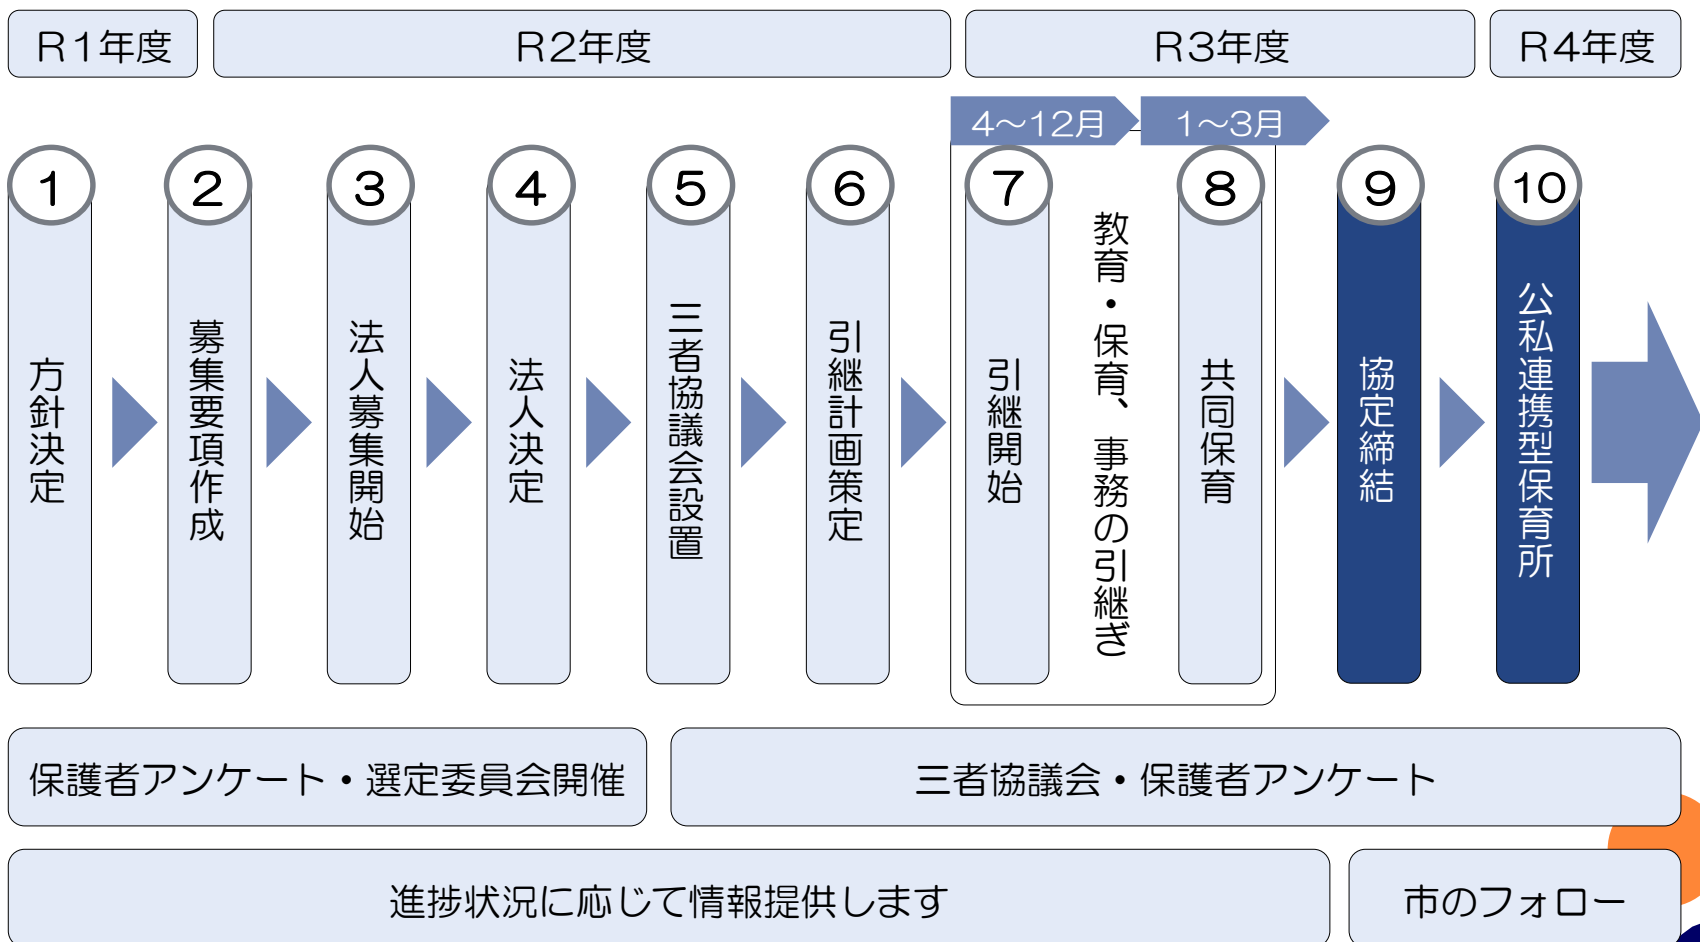 R1年度
R2年度
R3年度
R4年度
4～12月
1～3月
1
方針決定
2
募集要項作成
3
法人募集開始
4
法人決定
5
三者協議会設置
6
引継計画策定
7
引継開始
教育・保育、事務の引継ぎ
8
共同保育
9
協定締結
10
公私連携型保育所
保護者アンケート・選定委員会開催
三者協議会・保護者アンケート
進捗状況に応じて情報提供します
市のフォロー